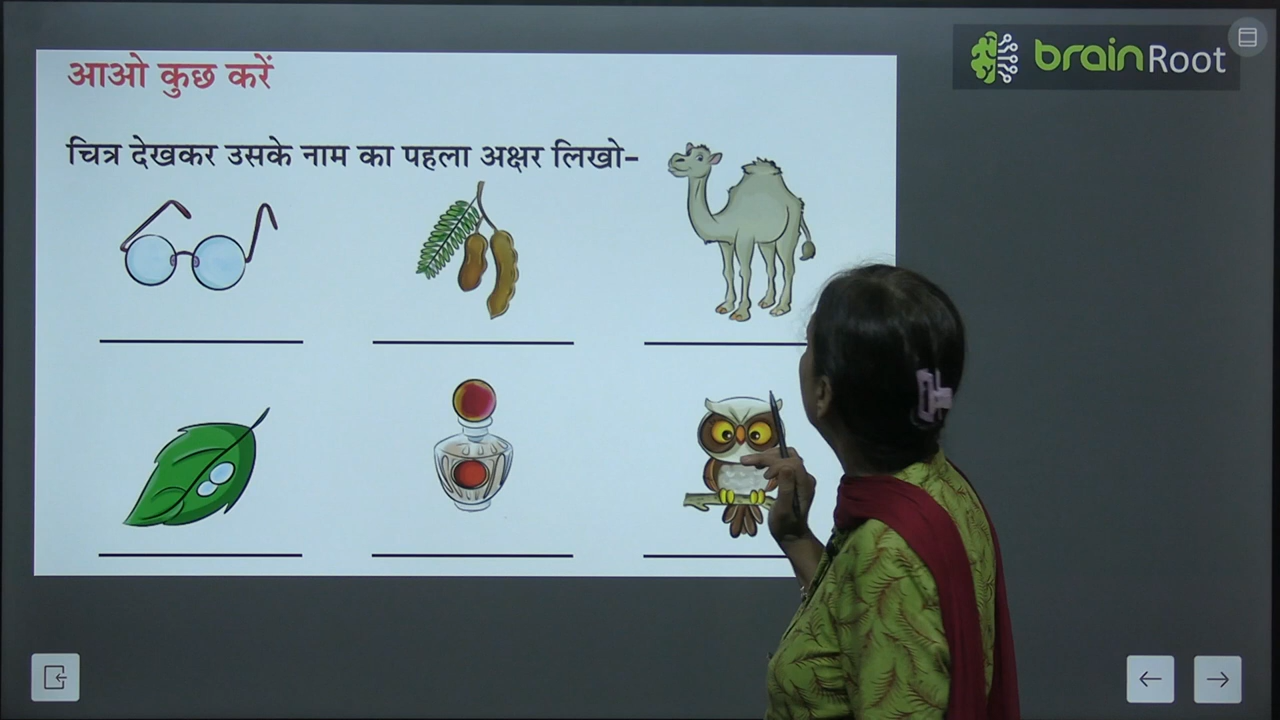 brainRoot
आओ कुछ करें
चित्र देखकर उसके नाम का पहला अक्षर लिखो-